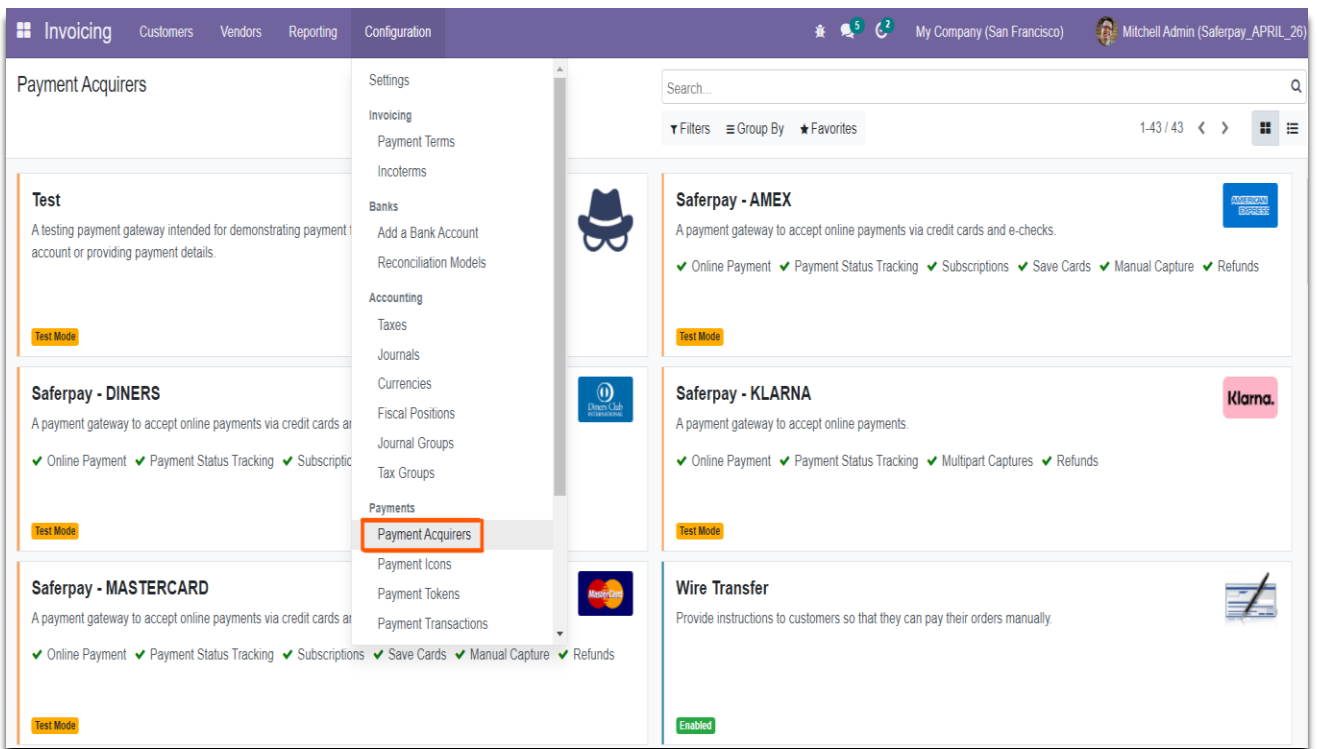 Invoicing Customers Vendors Reporting Configuration 5 2 My Company (San Francisco) Mitchell Admin (Saferpay_APRIL_26)
Payment Acquirers
Search...
Filters Group By Favorites 1-43 / 43
Settings
Invoicing
Payment Terms
Incoterms
Banks
Add a Bank Account
Reconciliation Models
Accounting
Taxes
Journals
Currencies
Fiscal Positions
Journal Groups
Tax Groups
Payments
Payment Acquirers
Payment Icons
Payment Tokens
Payment Transactions
Test
A testing payment gateway intended for demonstrating payment
account or providing payment details.
Test Mode
Saferpay - AMEX
AMERICAN
EXPRESS
A payment gateway to accept online payments via credit cards and e-checks.
Online Payment Payment Status Tracking Subscriptions Save Cards Manual Capture Refunds
Test Mode
Saferpay - DINERS
Diners Club
INTERNATIONAL
A payment gateway to accept online payments via credit cards
Online Payment Payment Status Tracking
Test Mode
Saferpay - KLARNA
Klarna.
A payment gateway to accept online payments.
Online Payment Payment Status Tracking Multipart Captures Refunds
Test Mode
Saferpay - MASTERCARD
MasterCard
A payment gateway to accept online payments via credit cards
Online Payment Payment Status Tracking Subscriptions Save Cards Manual Capture Refunds
Test Mode
Wire Transfer
Provide instructions to customers so that they can pay their orders manually.
Enabled